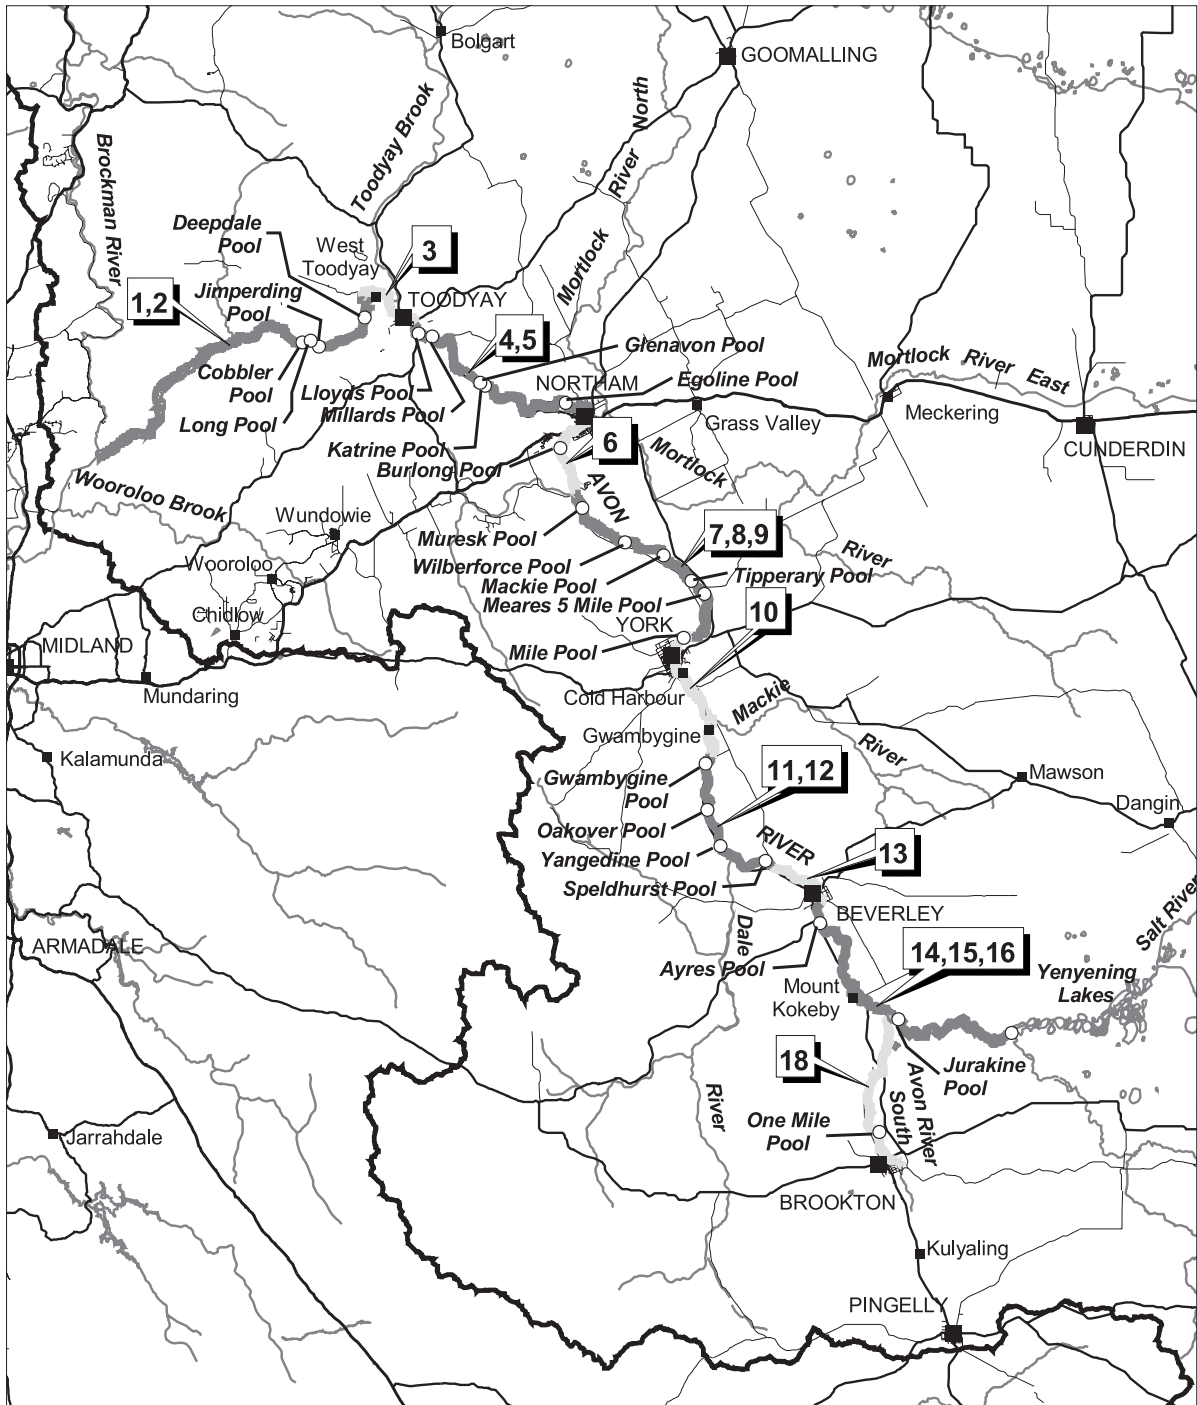 Bolgart
GOOMALLING
Toodyay Brook
North
River
Mortlock
Brockman River
Deepdale
Pool
West
Toodyay
3
1,2
Jimperding
Pool
TOODYAY
4,5
Glenavon Pool
Cobbler
Pool
Lloyds Pool
Millards Pool
Long Pool
NORTHAM
Egoline Pool
Mortlock River East
Meckering
Grass Valley
CUNDERDIN
Katrine Pool
Burlong Pool
6
Mortlock
River
Wooroloo Brook
Wundowie
AVON
Muresk Pool
7,8,9
Wilberforce Pool
Mackie Pool
Tipperary Pool
Meares 5 Mile Pool
Wooroloo
Chidlow
YORK
10
MIDLAND
Mile Pool
Mundaring
Cold Harbour
Mackie
River
Gwambygine
Kalamunda
Gwambygine
Pool
11,12
Mawson
Dangin
Oakover Pool
Yangedine Pool
RIVER
Speldhurst Pool
13
BEVERLEY
Salt River
ARMADALE
Dale
River
Ayres Pool
14,15,16
Mount
Kokeby
Yenyening
Lakes
18
Jurakine
Pool
Avon River
South
One Mile
Pool
Jarrahdale
BROOKTON
Kulyaling
PINGELLY